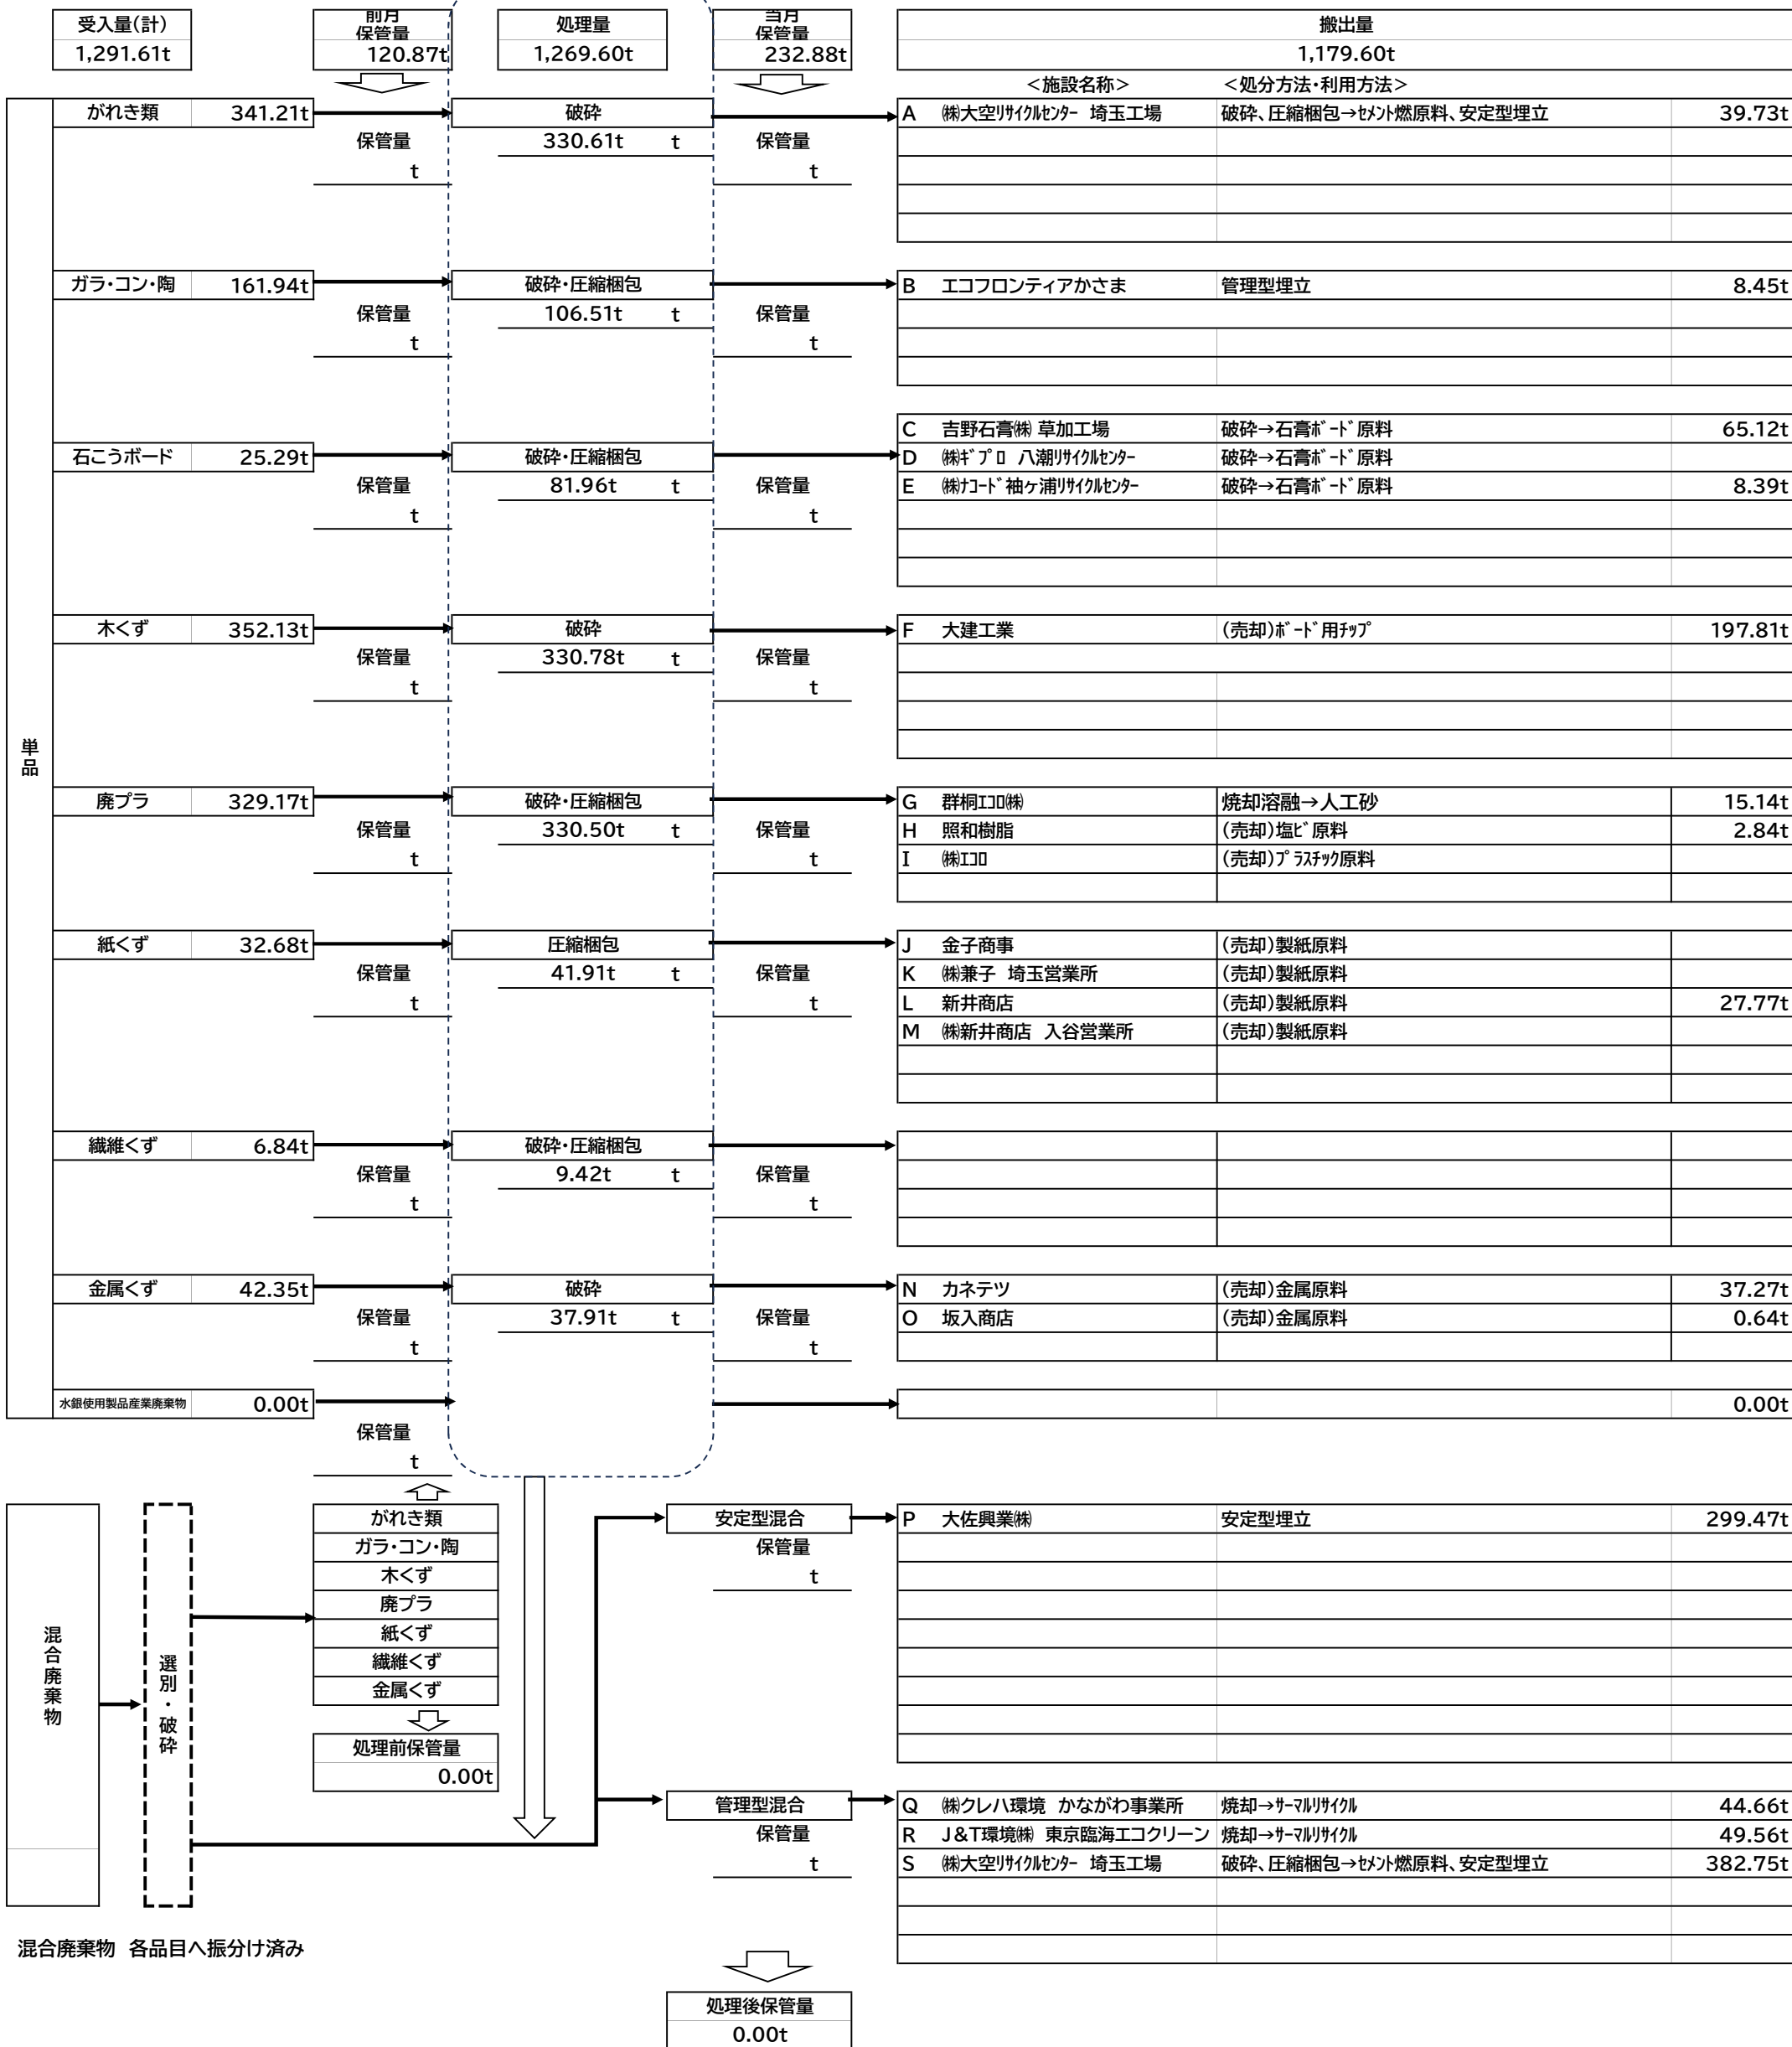 受入量(計) 前月 処理量 当月 搬出量
保管量 保管量
1,291.61t 120.87t 1,269.60t 232.88t 1,179.60t
<施設名称> <処分方法・利用方法>
がれき類 341.21t 破砕 A ㈱大空ﾘｻｲｸﾙｾﾝﾀｰ 埼玉工場 破砕、圧縮梱包→ｾﾒﾝﾄ燃原料、安定型埋立 39.73t
保管量 330.61t t 保管量
t t
ガラ・コン・陶 161.94t 破砕・圧縮梱包 B エコフロンティアかさま 管理型埋立 8.45t
保管量 106.51t t 保管量
t t
C 吉野石膏㈱ 草加工場 破砕→石膏ﾎﾞｰﾄﾞ原料 65.12t
石こうボード 25.29t 破砕・圧縮梱包 D ㈱ｷﾞﾌﾟﾛ 八潮ﾘｻｲｸﾙｾﾝﾀｰ 破砕→石膏ﾎﾞｰﾄﾞ原料
保管量 81.96t t 保管量 E ㈱ﾅｺｰﾄﾞ袖ヶ浦ﾘｻｲｸﾙｾﾝﾀｰ 破砕→石膏ﾎﾞｰﾄﾞ原料 8.39t
t t
木くず 352.13t 破砕 F 大建工業 (売却)ﾎﾞｰﾄﾞ用ﾁｯﾌﾟ 197.81t
保管量 330.78t t 保管量
t t
単品
廃プラ 329.17t 破砕・圧縮梱包 G 群桐ｴｺﾛ㈱ 焼却溶融→人工砂 15.14t
保管量 330.50t t 保管量 H 照和樹脂 (売却)塩ﾋﾞ原料 2.84t
t t I ㈱ｴｺﾛ (売却)ﾌﾟﾗｽﾁｯｸ原料
紙くず 32.68t 圧縮梱包 J 金子商事 (売却)製紙原料
保管量 41.91t t 保管量 K ㈱兼子 埼玉営業所 (売却)製紙原料
t t L 新井商店 (売却)製紙原料 27.77t
M ㈱新井商店 入谷営業所 (売却)製紙原料
繊維くず 6.84t 破砕・圧縮梱包
保管量 9.42t t 保管量
t t
金属くず 42.35t 破砕 N カネテツ (売却)金属原料 37.27t
保管量 37.91t t 保管量 O 坂入商店 (売却)金属原料 0.64t
t t
水銀使用製品産業廃棄物 0.00t 0.00t
保管量
t
がれき類 安定型混合 P 大佐興業㈱ 安定型埋立 299.47t
ガラ・コン・陶 保管量
木くず t
廃プラ
紙くず
繊維くず
金属くず
混合廃棄物
選別・破砕
処理前保管量
0.00t
管理型混合 Q ㈱クレハ環境 かながわ事業所 焼却→ｻｰﾏﾙﾘｻｲｸﾙ 44.66t
保管量 R J&T環境㈱ 東京臨海エコクリーン 焼却→ｻｰﾏﾙﾘｻｲｸﾙ 49.56t
t S ㈱大空ﾘｻｲｸﾙｾﾝﾀｰ 埼玉工場 破砕、圧縮梱包→ｾﾒﾝﾄ燃原料、安定型埋立 382.75t
混合廃棄物 各品目へ振分け済み
処理後保管量
0.00t